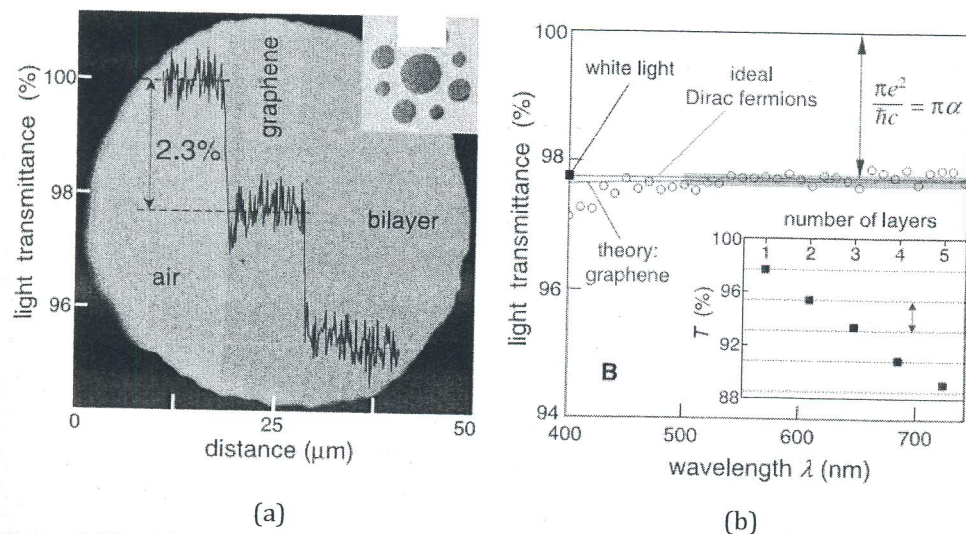 light transmittance (%)
100
98
96
2.3%
graphene
air
bilayer
0
25
50
distance (µm)
(a)
light transmittance (%)
100
98
96
94
white light
ideal
Dirac fermions
πe²/ħc = πα
theory:
graphene
B
number of layers
1 2 3 4 5
T (%)
100
96
92
88
400 500 600 700
wavelength λ (nm)
(b)